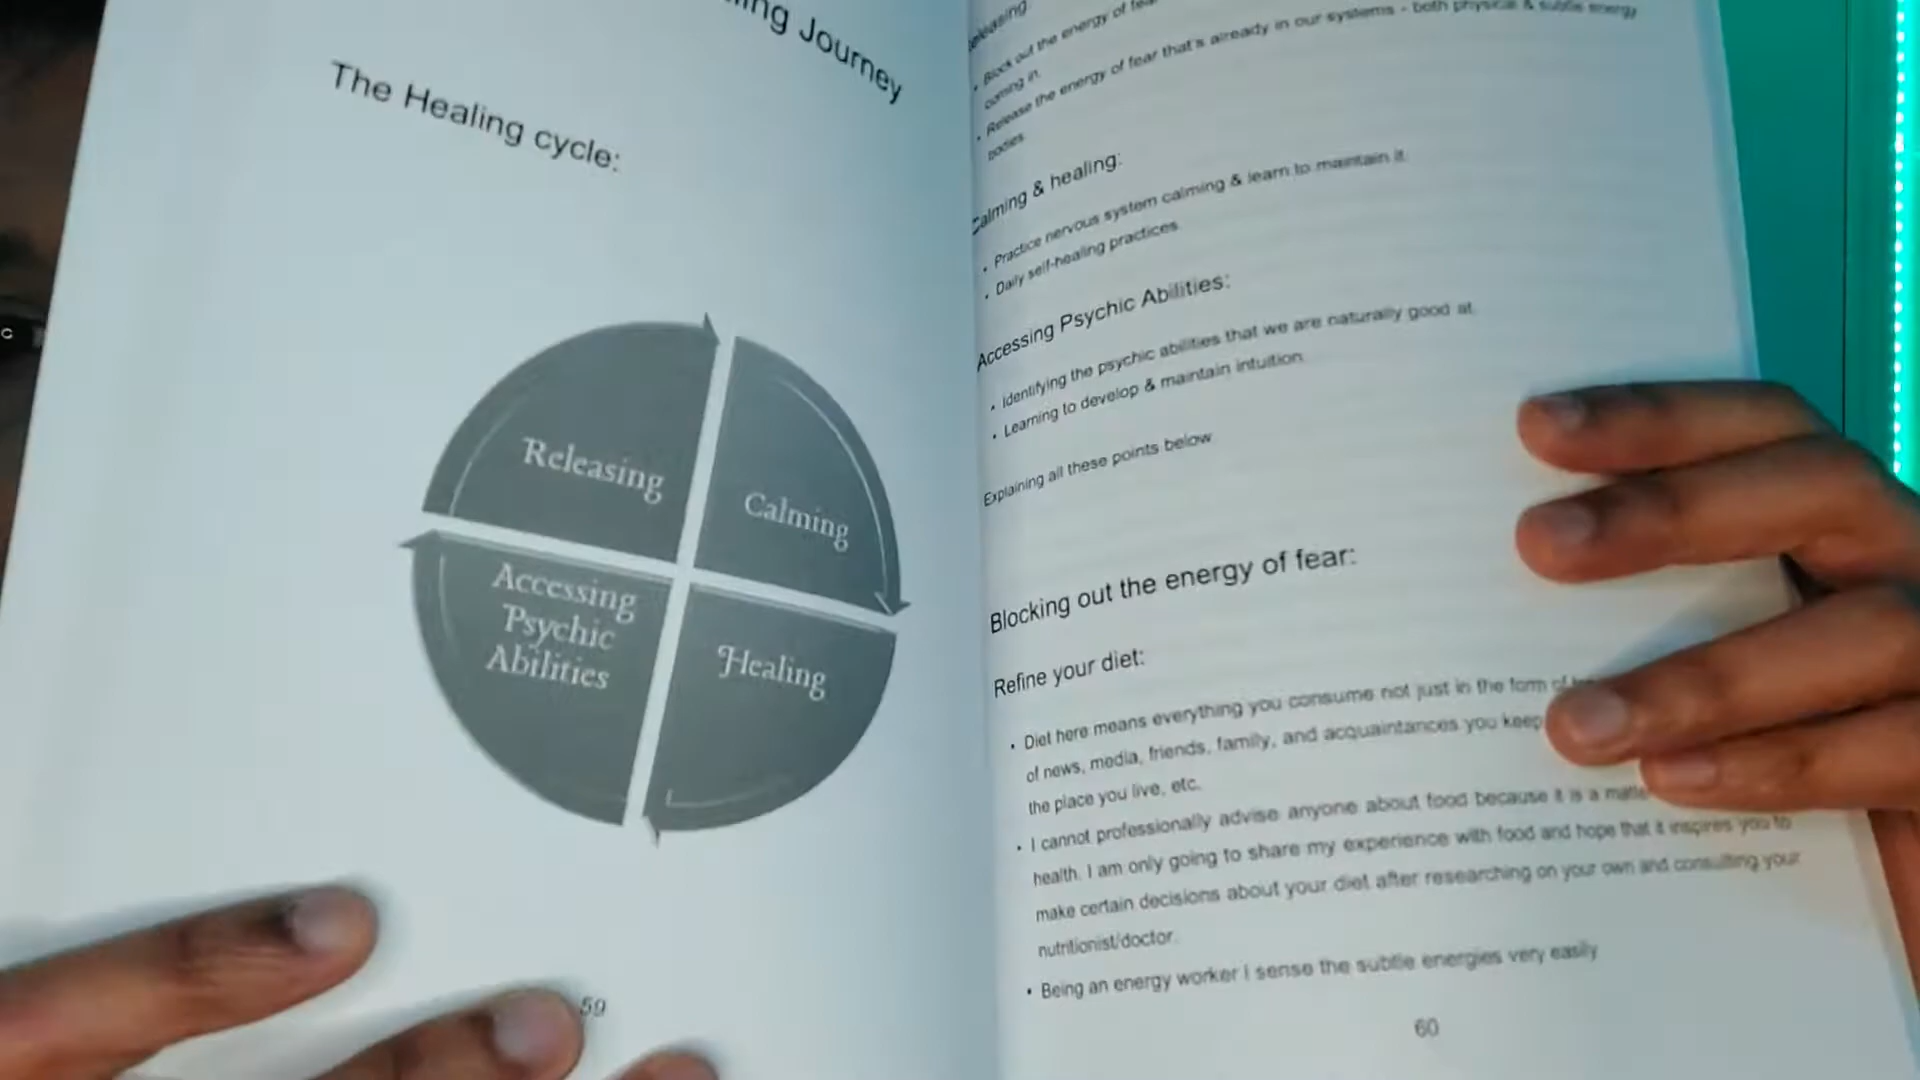 ing Journey
The Healing cycle:
Releasing
Calming
Accessing
Psychic
Abilities
Healing
59
Releasing:
• Block out the energy of fear
coming in.
• Release the energy of fear that's already in our systems - both physical & subtle energy
bodies.
Calming & healing:
• Practice nervous system calming & learn to maintain it.
• Daily self-healing practices.
Accessing Psychic Abilities:
• Identifying the psychic abilities that we are naturally good at.
• Learning to develop & maintain intuition.
Explaining all these points below.
Blocking out the energy of fear:
Refine your diet:
• Diet here means everything you consume not just in the form of
of news, media, friends, family, and acquaintances you keep
the place you live, etc.
• I cannot professionally advise anyone about food because it is a
health. I am only going to share my experience with food and hope that it inspires you to
make certain decisions about your diet after researching on your own and consulting your
nutritionist/doctor.
• Being an energy worker I sense the subtle energies very easily
60